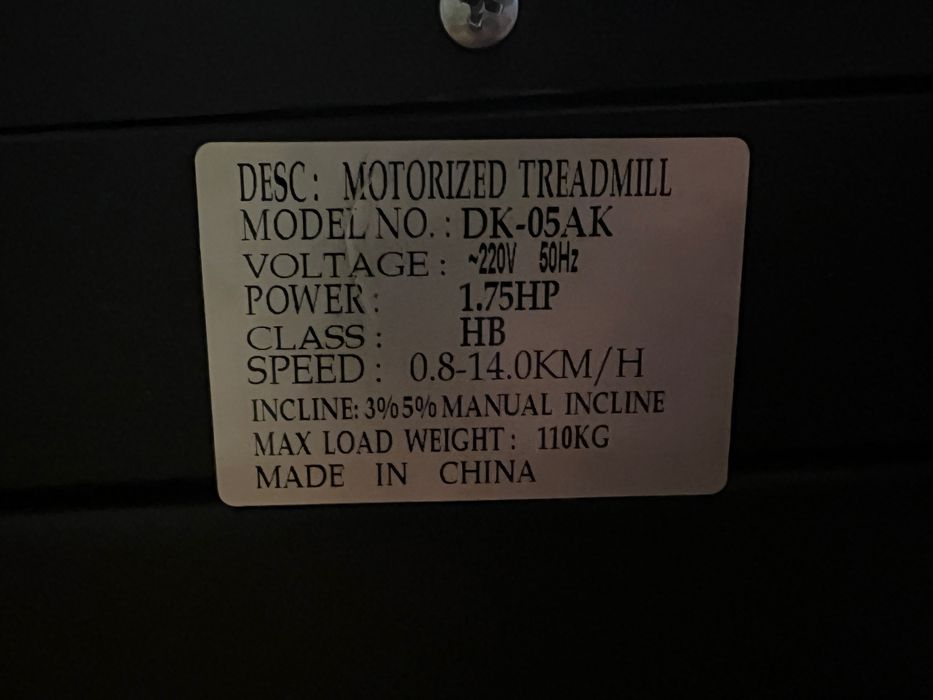 DESC: MOTORIZED TREADMILL
MODEL NO.: DK-05AK
VOLTAGE: ~220V 50Hz
POWER: 1.75HP
CLASS: HB
SPEED: 0.8-14.0KM/H
INCLINE: 3%5% MANUAL INCLINE
MAX LOAD WEIGHT: 110KG
MADE IN CHINA